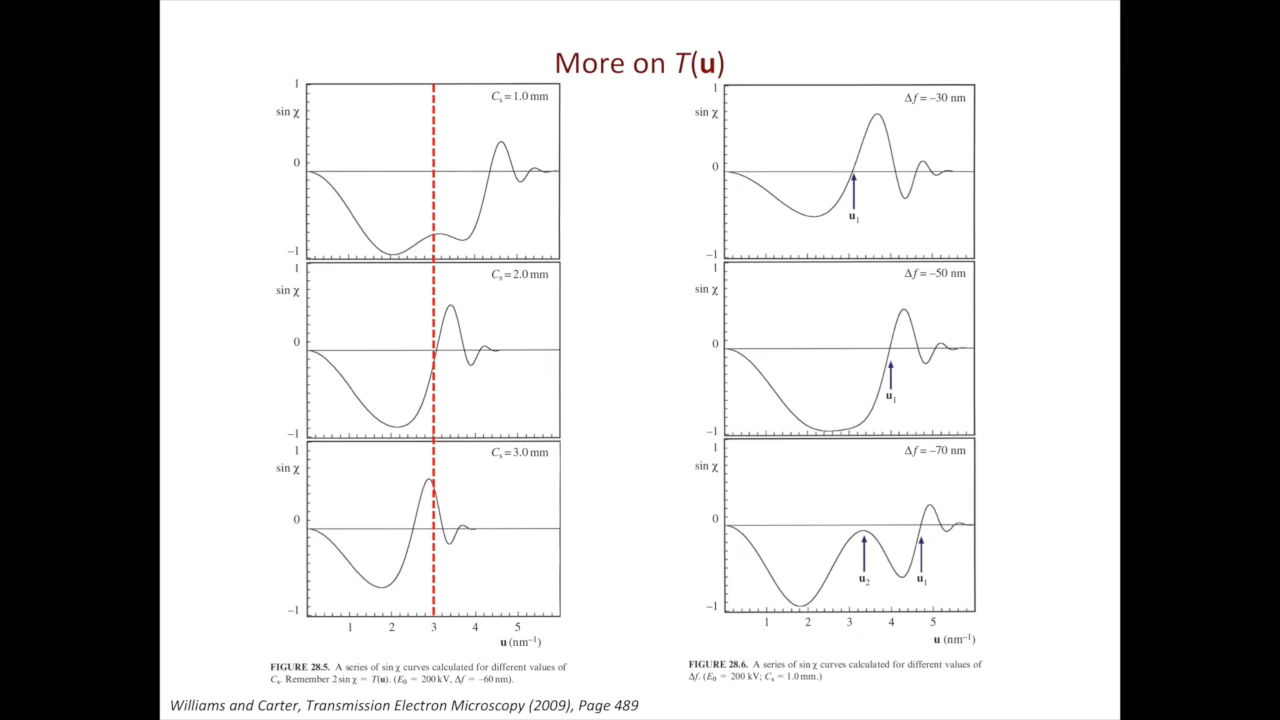 More on T(u)
1
sin χ
0
−1
Cs = 1.0 mm
1
sin χ
0
−1
Cs = 2.0 mm
1
sin χ
0
−1
Cs = 3.0 mm
1 2 3 4 5
u (nm⁻¹)
FIGURE 28.5. A series of sin χ curves calculated for different values of
Cs. Remember 2 sin χ = T(u). (E₀ = 200 kV, Δf = −60 nm).
1
sin χ
0
−1
Δf = −30 nm
u₁
1
sin χ
0
−1
Δf = −50 nm
u₁
1
sin χ
0
−1
Δf = −70 nm
u₂ u₁
1 2 3 4 5
u (nm⁻¹)
FIGURE 28.6. A series of sin χ curves calculated for different values of
Δf. (E₀ = 200 kV; Cs = 1.0 mm.)
Williams and Carter, Transmission Electron Microscopy (2009), Page 489